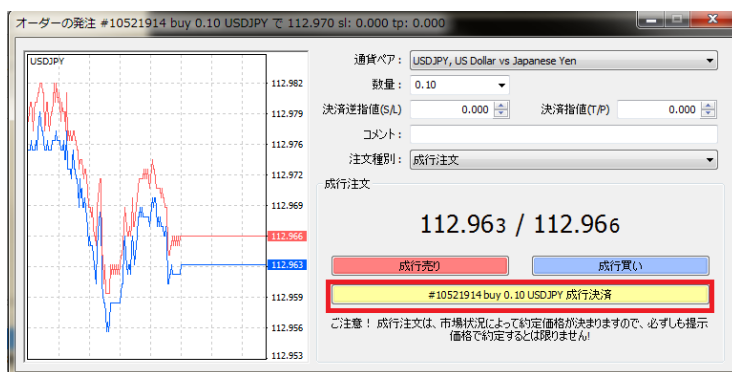 オーダーの発注 #10521914 buy 0.10 USDJPY で 112.970 sl: 0.000 tp: 0.000
USDJPY
112.982
112.979
112.976
112.972
112.969
112.966
112.963
112.959
112.956
112.953
通貨ペア: USDJPY, US Dollar vs Japanese Yen
数量: 0.10
決済逆指値(S/L) 0.000 決済指値(T/P) 0.000
コメント:
注文種別: 成行注文
成行注文
112.963 / 112.966
成行売り 成行買い
#10521914 buy 0.10 USDJPY 成行決済
ご注意! 成行注文は、市場状況によって約定価格が決まりますので、必ずしも提示
価格で約定するとは限りません!